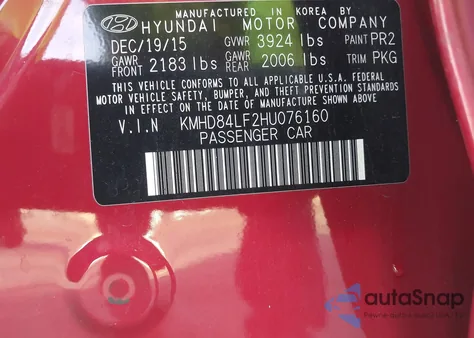 MANUFACTURED IN KOREA BY
HYUNDAI MOTOR COMPANY
DEC/19/15 GVWR 3924 lbs PAINT PR2
GAWR FRONT 2183 lbs GAWR REAR 2006 lbs TRIM PKG
THIS VEHICLE CONFORMS TO ALL APPLICABLE U.S.A. FEDERAL
MOTOR VEHICLE SAFETY, BUMPER, AND THEFT PREVENTION
STANDARDS IN EFFECT ON THE DATE OF MANUFACTURE SHOWN ABOVE.
V.I.N KMHD84LF2HU076160
PASSENGER CAR
autoSnap